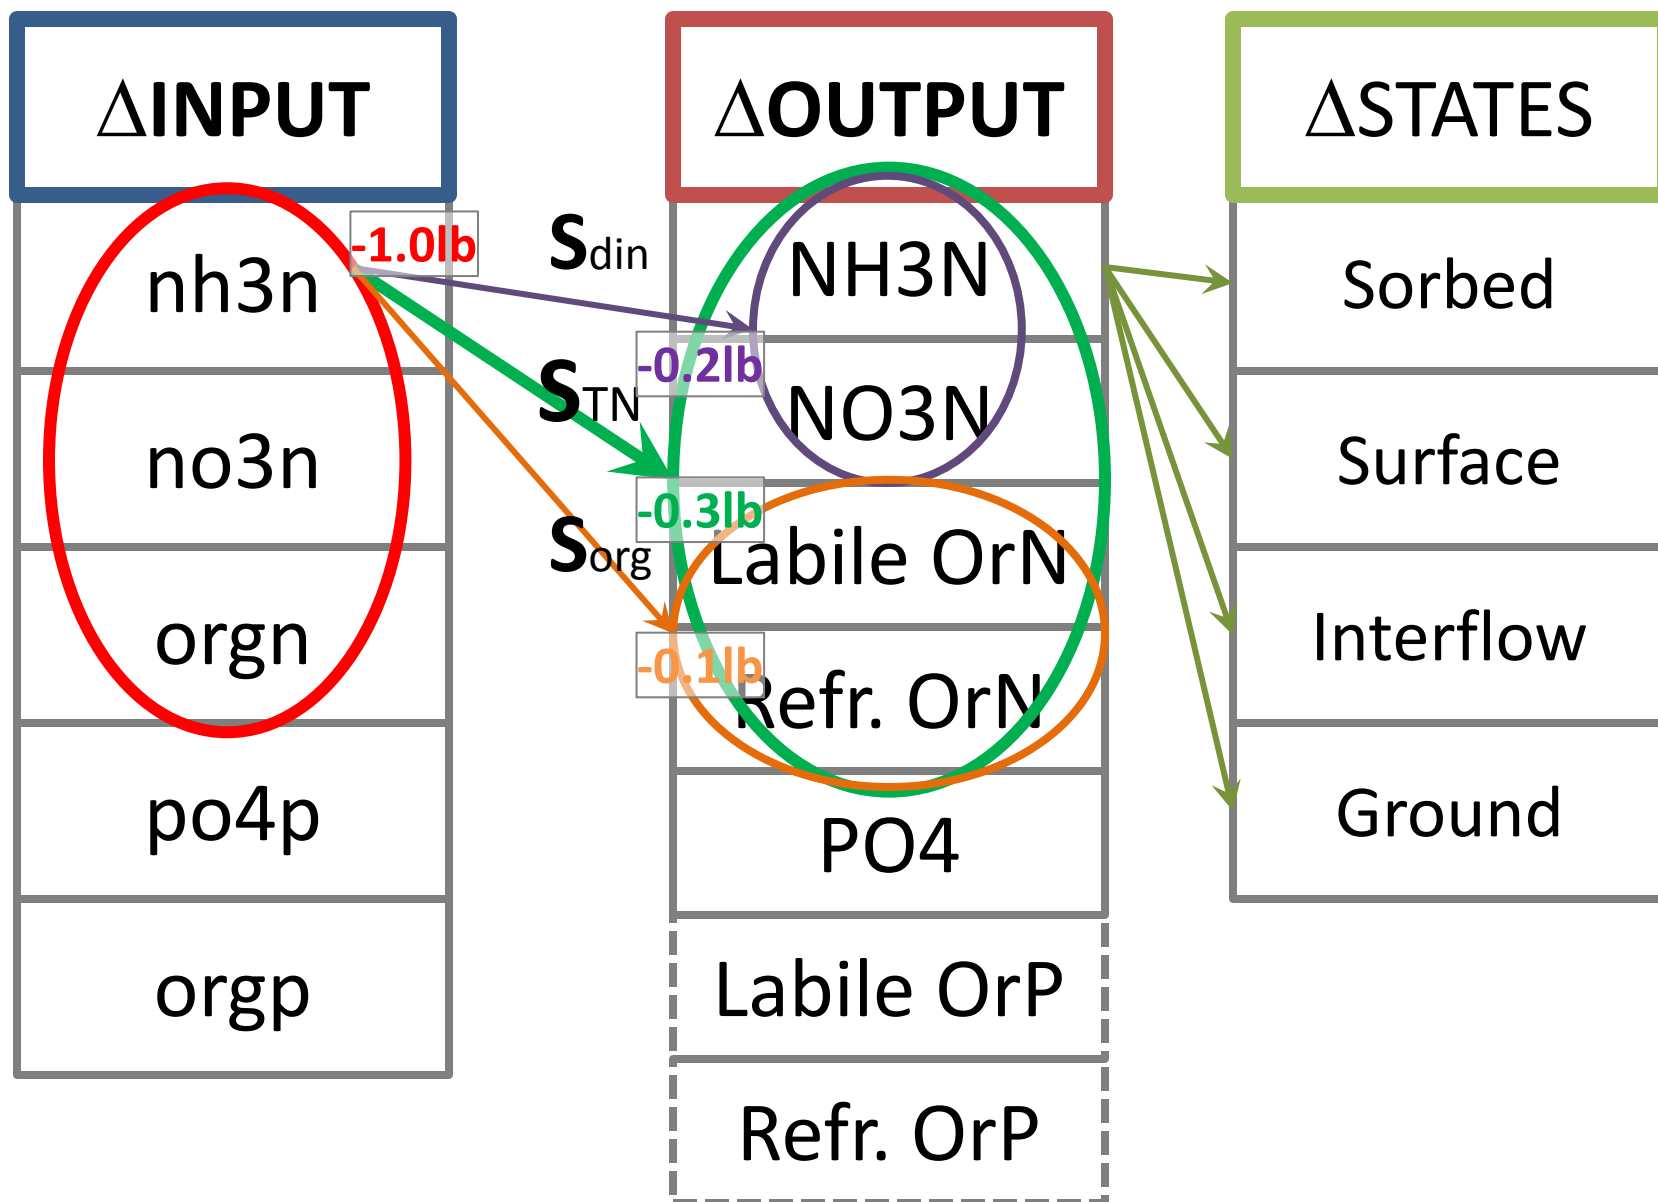 ΔINPUT
nh3n
no3n
orgn
po4p
orgp
-1.0lb
Sdin
STN
Sorg
-0.2lb
-0.3lb
-0.1lb
ΔOUTPUT
NH3N
NO3N
Labile OrN
Refr. OrN
PO4
Labile OrP
Refr. OrP
ΔSTATES
Sorbed
Surface
Interflow
Ground